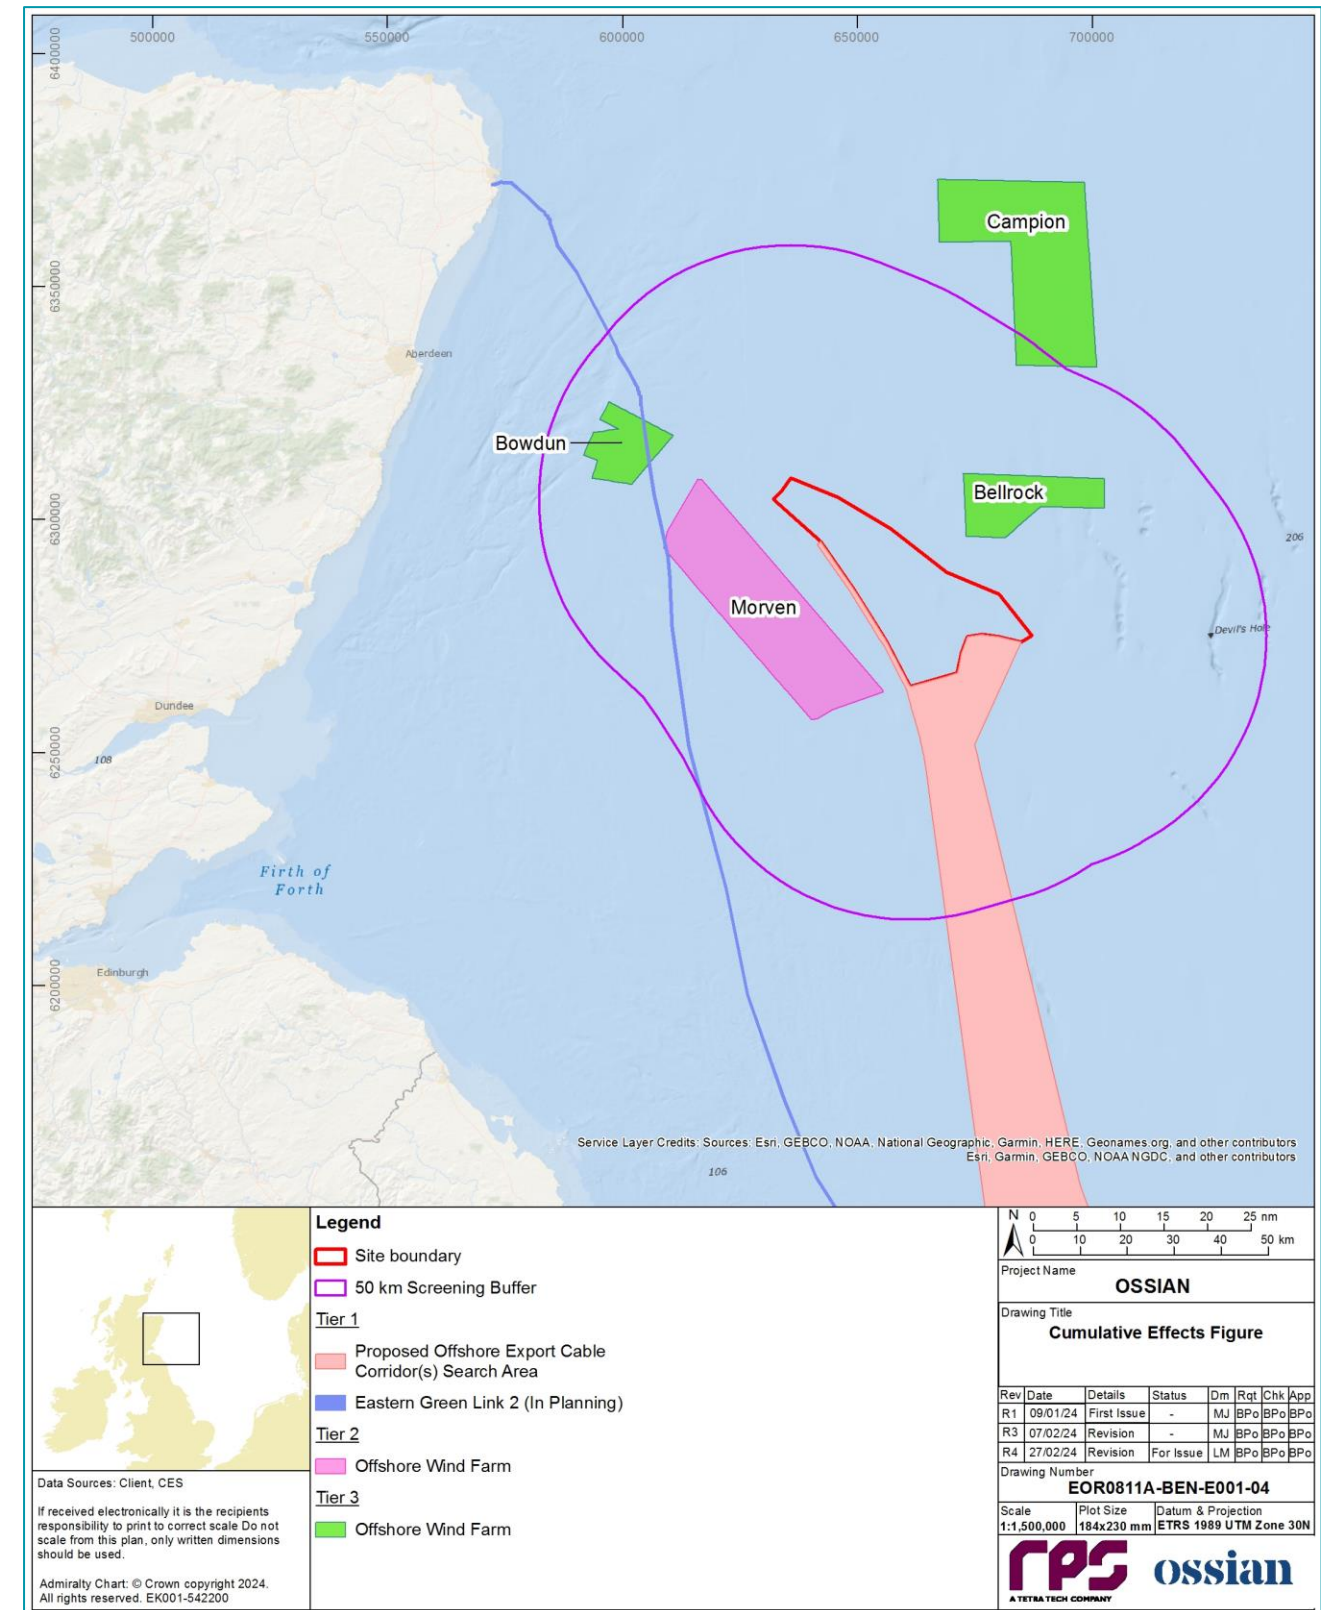 500000 550000 600000 650000 700000
6400000
6350000
6300000
6250000
6200000
Campion
Aberdeen
Bowdun
Bellrock
206
Morven
Devil's Hole
Dundee
108
Firth of
Forth
Edinburgh
Service Layer Credits: Sources: Esri, GEBCO, NOAA, National Geographic, Garmin, HERE, Geonames.org, and other contributors
Esri, Garmin, GEBCO, NOAA NGDC, and other contributors
106
Legend
Site boundary
50 km Screening Buffer
Tier 1
Proposed Offshore Export Cable
Corridor(s) Search Area
Eastern Green Link 2 (In Planning)
Tier 2
Offshore Wind Farm
Tier 3
Offshore Wind Farm
Data Sources: Client, CES
If received electronically it is the recipients
responsibility to print to correct scale Do not
scale from this plan, only written dimensions
should be used.
Admiralty Chart: © Crown copyright 2024.
All rights reserved. EK001-542200
N 0 5 10 15 20 25 nm
0 10 20 30 40 50 km
Project Name
OSSIAN
Drawing Title
Cumulative Effects Figure
Rev Date Details Status Drn Rqt Chk App
R1 09/01/24 First Issue - MJ BPo BPo BPo
R3 07/02/24 Revision - MJ BPo BPo BPo
R4 27/02/24 Revision For Issue LM BPo BPo BPo
Drawing Number
EOR0811A-BEN-E001-04
Scale Plot Size Datum & Projection
1:1,500,000 184x230 mm ETRS 1989 UTM Zone 30N
rps
A TETRA TECH COMPANY
ossian